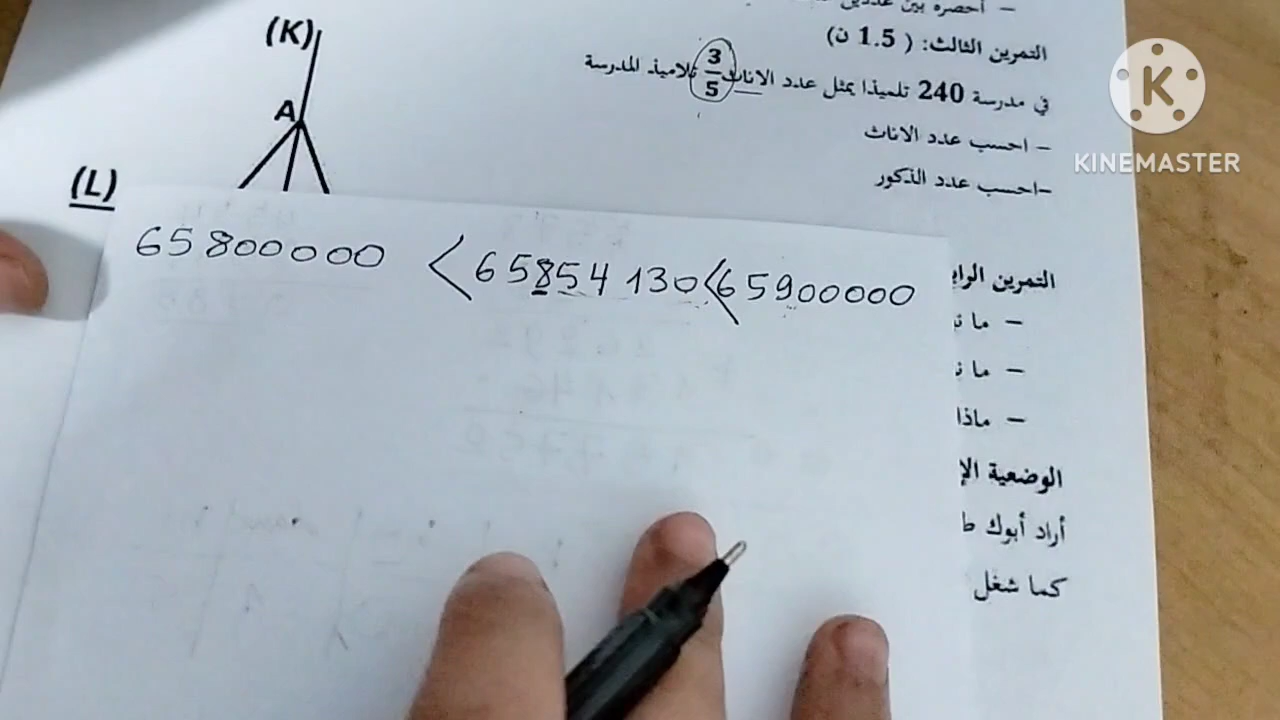 – أحصره بين عددين
التمرين الثالث: ( 1.5 ن)
في مدرسة 240 تلميذا يمثل عدد الاناث 3/5 تلاميذ المدرسة
– احسب عدد الاناث
–احسب عدد الذكور
(K)
A
(L)
K
KINEMASTER
65800000 < 65854130 < 65900000
التمرين الراب
– ما
– ما
– ماذا
الوضعية الإ
أراد أبوك ط
كما شغل